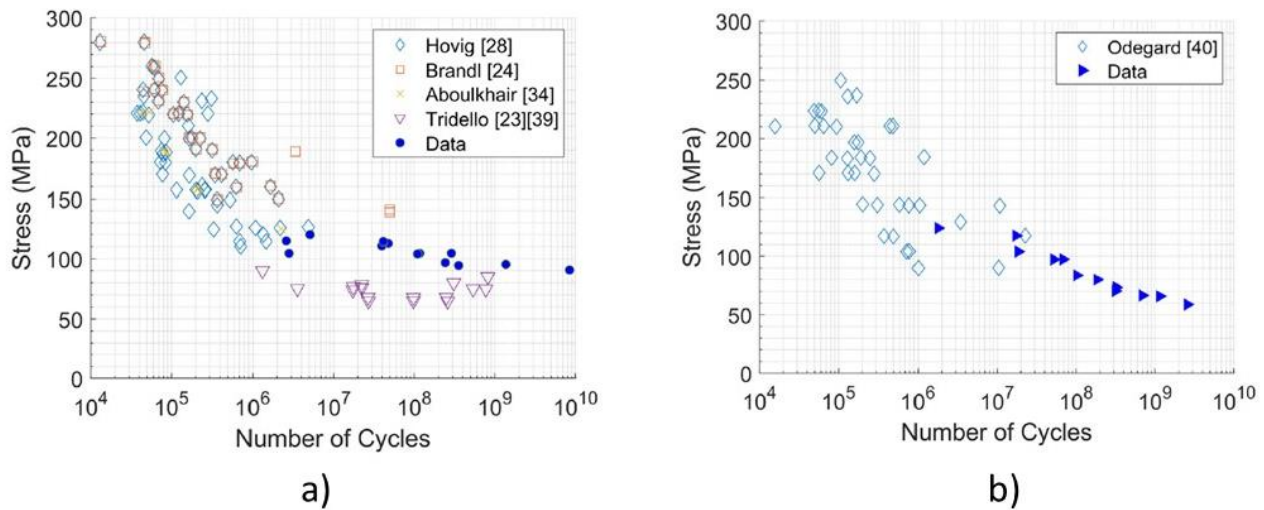 300
250
200
150
100
50
0
Stress (MPa)
10^4 10^5 10^6 10^7 10^8 10^9 10^10
Number of Cycles
Hovig [28]
Brandl [24]
Aboulkhair [34]
Tridello [23][39]
Data
a)
300
250
200
150
100
50
0
Stress (MPa)
10^4 10^5 10^6 10^7 10^8 10^9 10^10
Number of Cycles
Odegard [40]
Data
b)